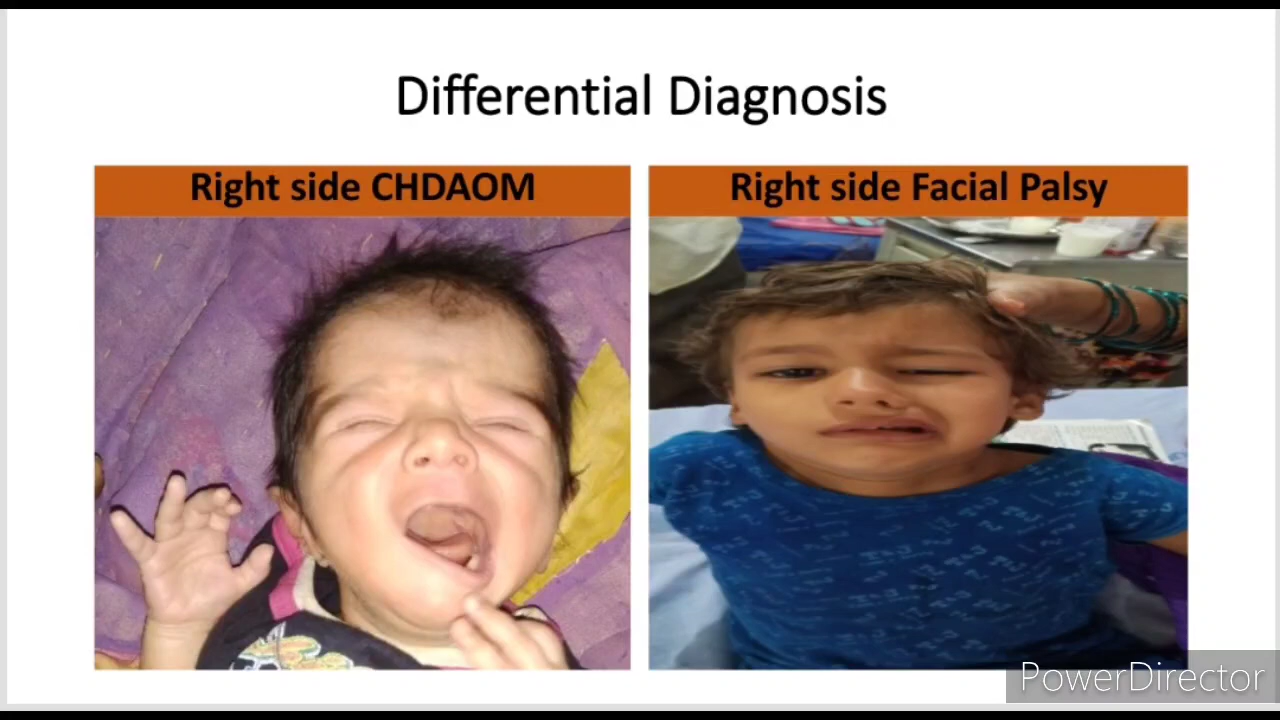 Differential Diagnosis
Right side CHDAOM
Right side Facial Palsy
PowerDirector